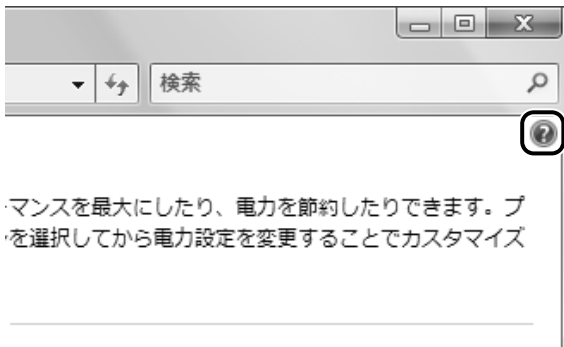 検索
ーマンスを最大にしたり、電力を節約したりできます。プ
を選択してから電力設定を変更することでカスタマイズ